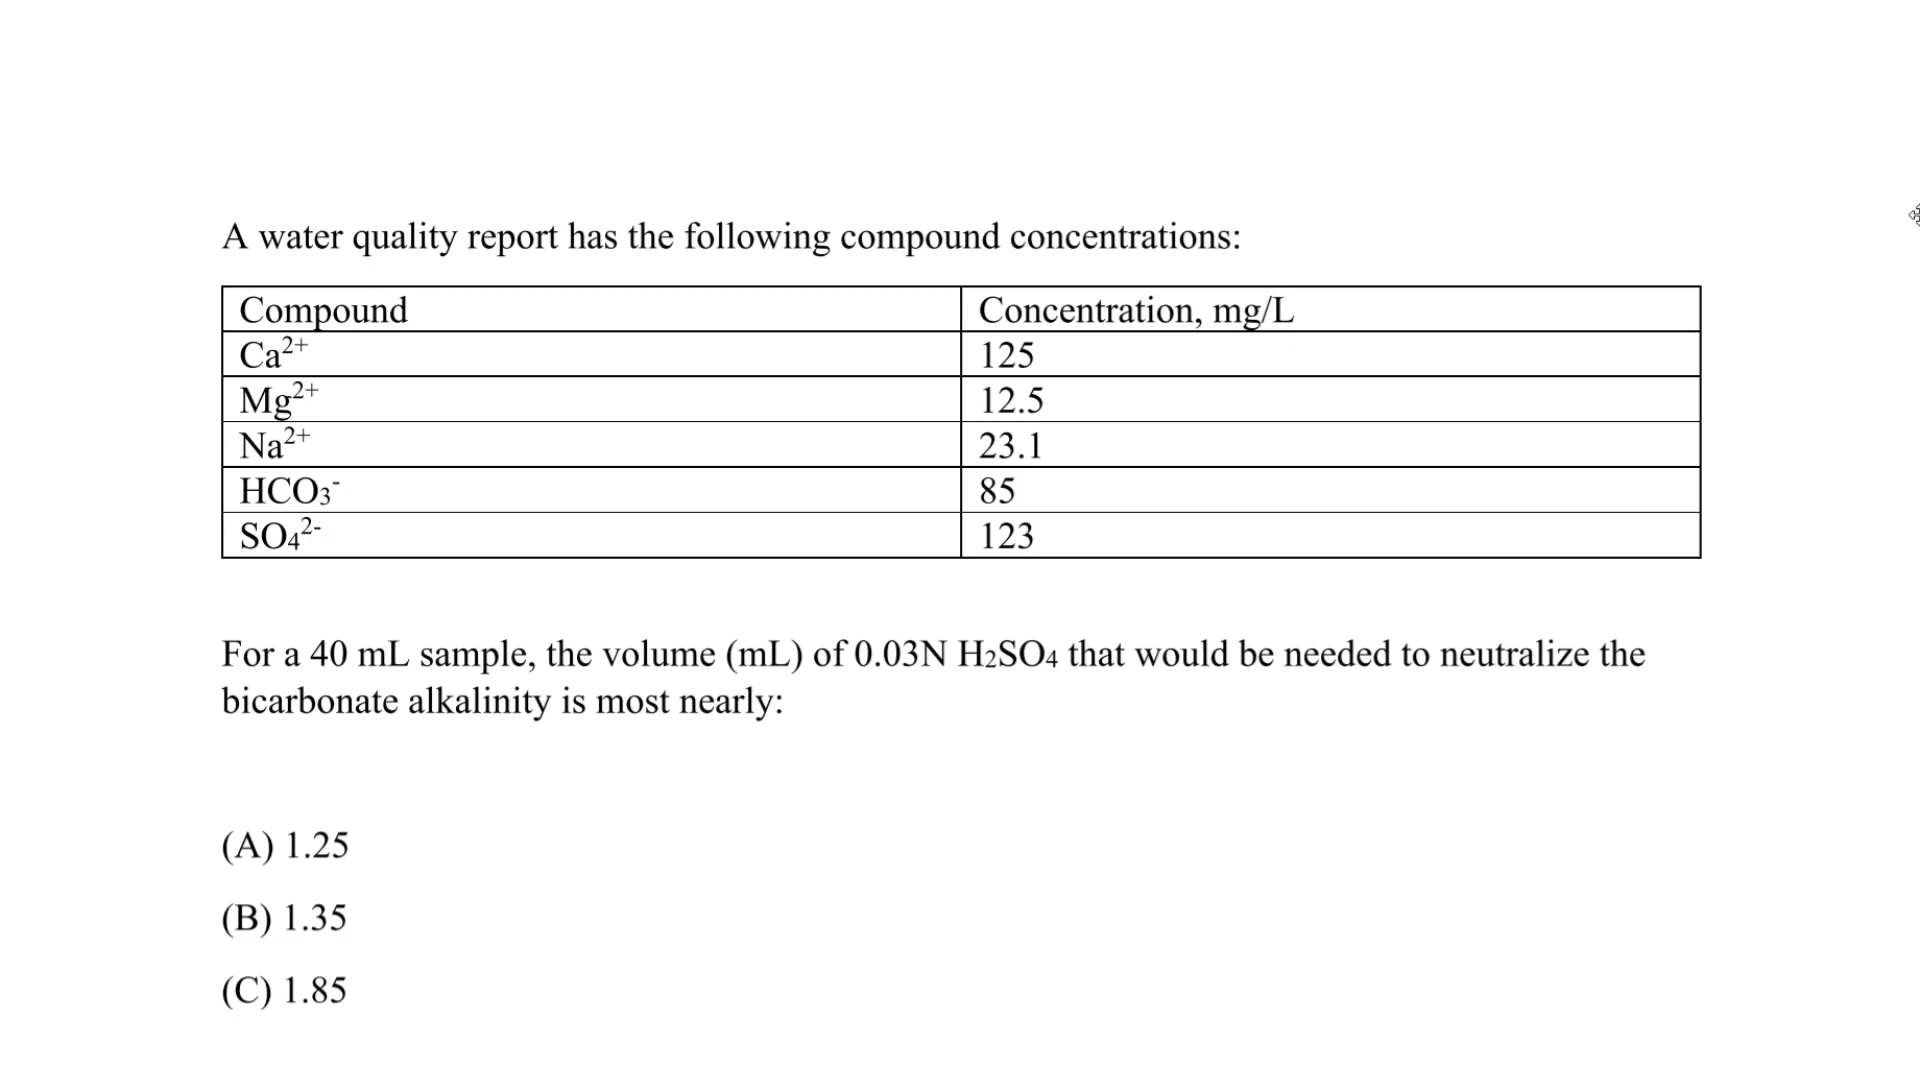 A water quality report has the following compound concentrations:
Compound Concentration, mg/L
Ca²⁺ 125
Mg²⁺ 12.5
Na²⁺ 23.1
HCO₃⁻ 85
SO₄²⁻ 123
For a 40 mL sample, the volume (mL) of 0.03N H₂SO₄ that would be needed to neutralize the
bicarbonate alkalinity is most nearly:
(A) 1.25
(B) 1.35
(C) 1.85